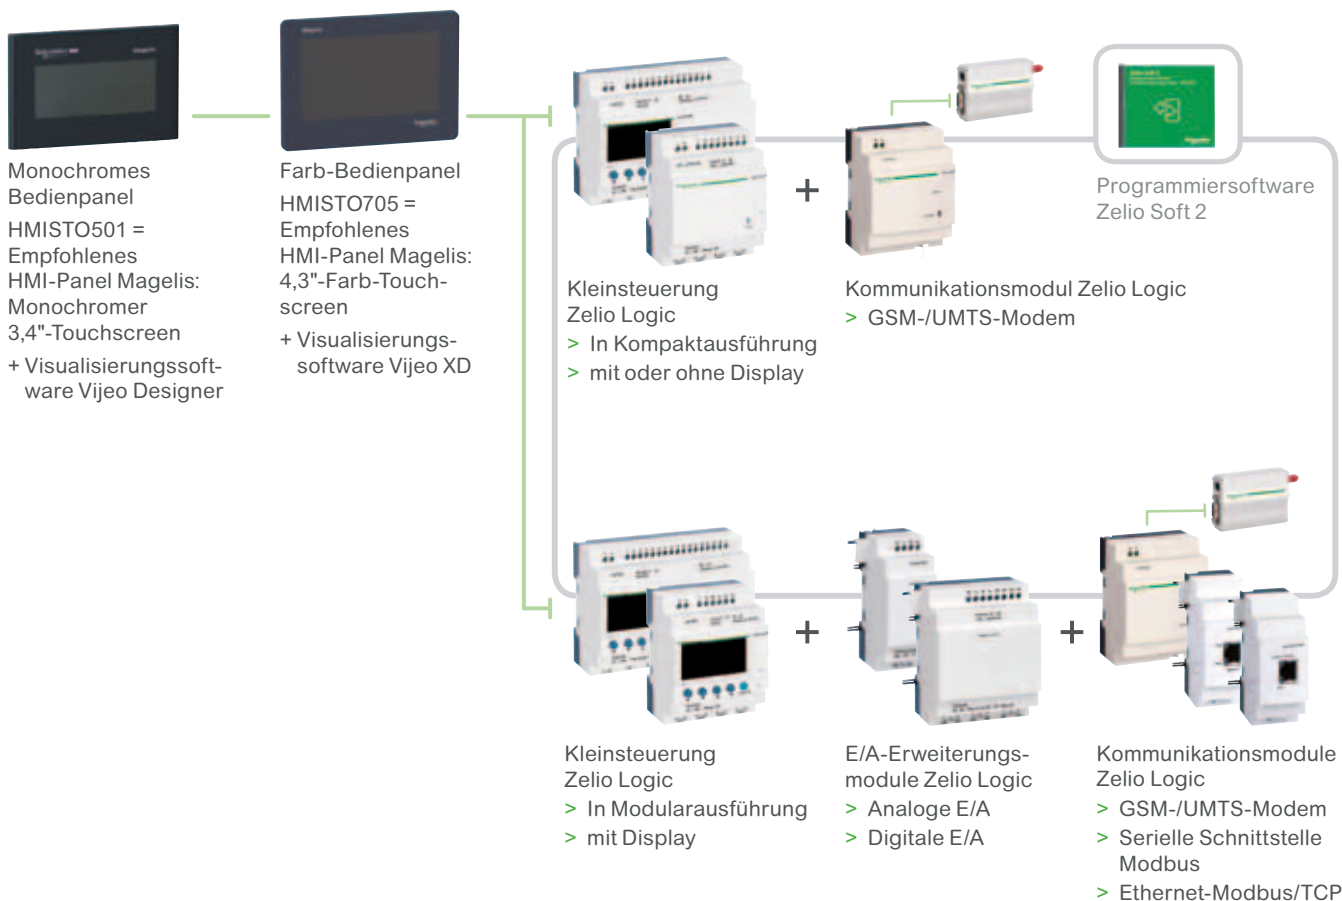 Monochromes
Bedienpanel
HMISTO501 =
Empfohlenes
HMI-Panel Magelis:
Monochromer
3,4"-Touchscreen
+ Visualisierungssoft-
ware Vijeo Designer
Farb-Bedienpanel
HMISTO705 =
Empfohlenes
HMI-Panel Magelis:
4,3"-Farb-Touch-
screen
+ Visualisierungs-
software Vijeo XD
Kleinsteuerung
Zelio Logic
> In Kompaktausführung
> mit oder ohne Display
+
Kommunikationsmodul Zelio Logic
> GSM-/UMTS-Modem
Programmiersoftware
Zelio Soft 2
Kleinsteuerung
Zelio Logic
> In Modularausführung
> mit Display
+
E/A-Erweiterungs-
module Zelio Logic
> Analoge E/A
> Digitale E/A
+
Kommunikationsmodule
Zelio Logic
> GSM-/UMTS-Modem
> Serielle Schnittstelle
Modbus
> Ethernet-Modbus/TCP